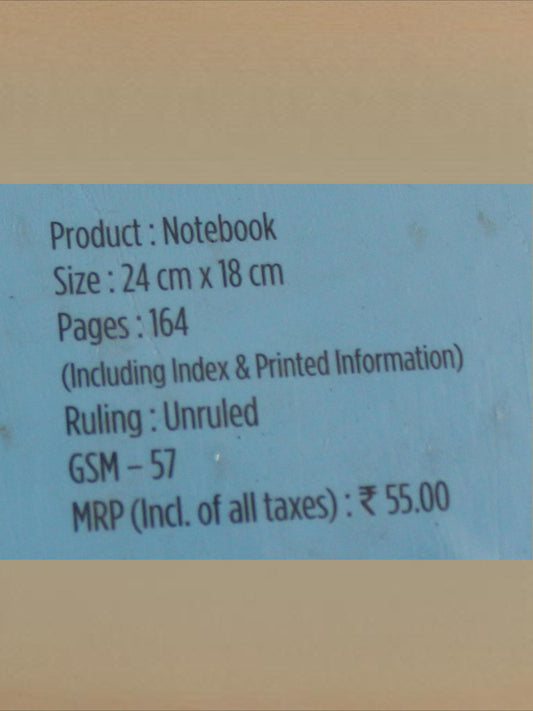 Product : Notebook
Size : 24 cm x 18 cm
Pages : 164
(Including Index & Printed Information)
Ruling : Unruled
GSM – 57
MRP (Incl. of all taxes) : ₹ 55.00